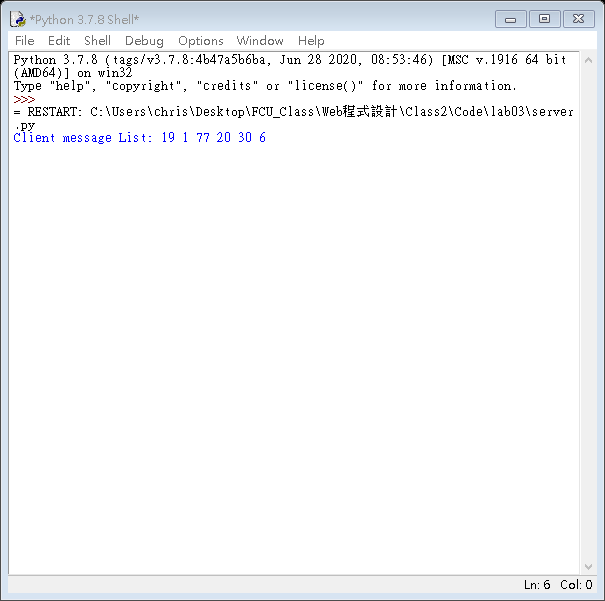 *Python 3.7.8 Shell*
File Edit Shell Debug Options Window Help
Python 3.7.8 (tags/v3.7.8:4b47a5b6ba, Jun 28 2020, 08:53:46) [MSC v.1916 64 bit
(AMD64)] on win32
Type "help", "copyright", "credits" or "license()" for more information.
>>>
= RESTART: C:\Users\chris\Desktop\FCU_Class\Web程式設計\Class2\Code\lab03\server
.py
Client message List: 19 1 77 20 30 6
Ln: 6 Col: 0